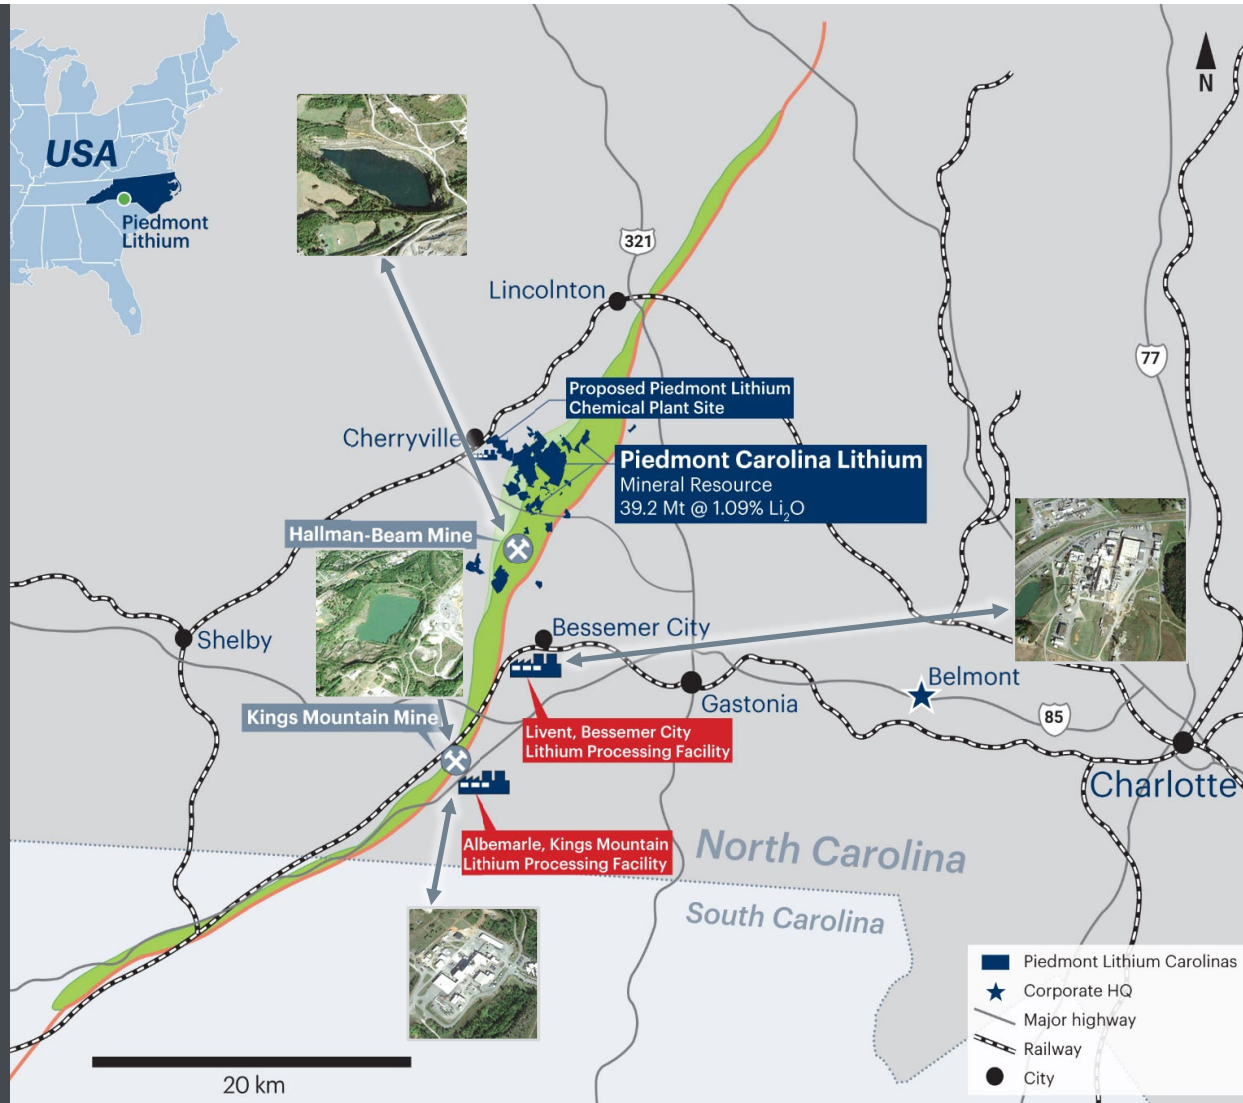 USA
Piedmont
Lithium
N
321
Lincolnton
77
Proposed Piedmont Lithium
Chemical Plant Site
Cherryville
Piedmont Carolina Lithium
Mineral Resource
39.2 Mt @ 1.09% Li₂O
Hallman-Beam Mine
Shelby
Bessemer City
Belmont
Gastonia
85
Kings Mountain Mine
Livent, Bessemer City
Lithium Processing Facility
Charlotte
Albemarle, Kings Mountain
Lithium Processing Facility
North Carolina
South Carolina
Piedmont Lithium Carolinas
Corporate HQ
Major highway
Railway
City
20 km